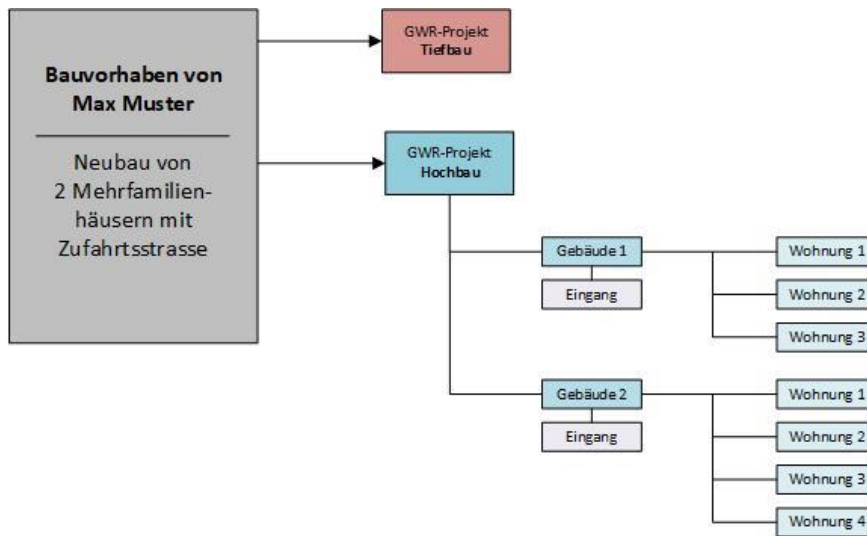 Bauvorhaben von
Max Muster
Neubau von
2 Mehrfamilien-
häusern mit
Zufahrtsstrasse
GWR-Projekt
Tiefbau
GWR-Projekt
Hochbau
Gebäude 1
Eingang
Wohnung 1
Wohnung 2
Wohnung 3
Gebäude 2
Eingang
Wohnung 1
Wohnung 2
Wohnung 3
Wohnung 4